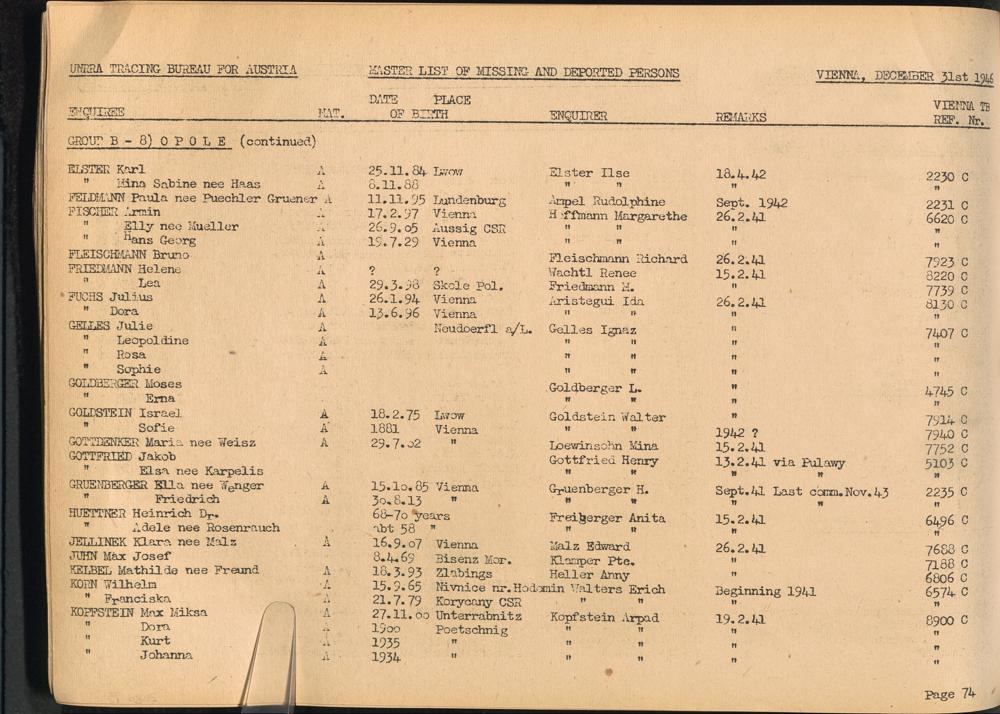 UNRRA TRACING BUREAU FOR AUSTRIA MASTER LIST OF MISSING AND DEPORTED PERSONS VIENNA, DECEMBER 31st 1946
DATE PLACE VIENNA TB
ENQUIREE NAT. OF BIRTH ENQUIRER REMARKS REF. Nr.
GROUP B - 8) O P O L E (continued)
ELSTER Karl A 25.11.84 Lwow Elster Ilse 18.4.42 2230 C
" Mina Sabine nee Haas A 8.11.88 " " " "
FELDMANN Paula nee Puechler Gruener A 11.11.95 Lundenburg Ampel Rudolphine Sept. 1942 2231 C
FISCHER Armin A 17.2.97 Vienna Hoffmann Margarethe 26.2.41 6620 C
" Elly nee Mueller A 26.9.05 Aussig CSR " " " "
" Hans Georg A 19.7.29 Vienna " " " "
FLEISCHMANN Bruno A Fleischmann Richard 26.2.41 7923 C
FRIEDMANN Helene A ? ? Wachtl Renee 15.2.41 8220 C
" Lea A 29.3.98 Skole Pol. Friedmann M. " 7739 C
FUCHS Julius A 26.1.94 Vienna Aristegui Ida 26.2.41 8130 C
" Dora A 13.6.96 Vienna " " " "
GELLES Julie A Neudoerfl a/L. Gelles Ignaz " 7407 C
" Leopoldine A " " " "
" Rosa A " " " "
" Sophie A " " " "
GOLDBERGER Moses Goldberger L. " 4745 C
" Erna " " " "
GOLDSTEIN Israel A 18.2.75 Lwow Goldstein Walter " 7914 C
" Sofie A 1881 Vienna " " 1942 ? 7940 C
GOTTDENKER Maria nee Weisz A 29.7.02 " Loewinsohn Mina 15.2.41 7752 C
GOTTFRIED Jakob Gottfried Henry 13.2.41 via Pulawy 5103 C
" Elsa nee Karpelis " " " "
GRUENBERGER Ella nee Wenger A 15.10.85 Vienna Gruenberger H. Sept.41 Last comm.Nov.43 2235 C
" Friedrich A 30.8.13 " " " " "
HUETTNER Heinrich Dr. 68-70 years Freiberger Anita 15.2.41 6496 C
" Adele nee Rosenrauch abt 58 " " " " "
JELLINEK Klara nee Malz A 16.9.07 Vienna Malz Edward 26.2.41 7688 C
JUHN Max Josef 8.4.69 Bisenz Mor. Klamper Pte. " 7188 C
KELBEL Mathilde nee Freund A 18.3.93 Zlabings Heller Anny " 6806 C
KORN Wilhelm A 15.9.65 Nivnice nr.Hodomin Walters Erich Beginning 1941 6574 C
" Franciska A 21.7.79 Korycany CSR " " " "
KOPFSTEIN Max Miksa A 27.11.00 Unterrabnitz Kopfstein Arpad 19.2.41 8900 C
" Dora A 1900 Poetschnig " " " "
" Kurt A 1935 " " " " "
" Johanna A 1934 " " " " "
Page 74